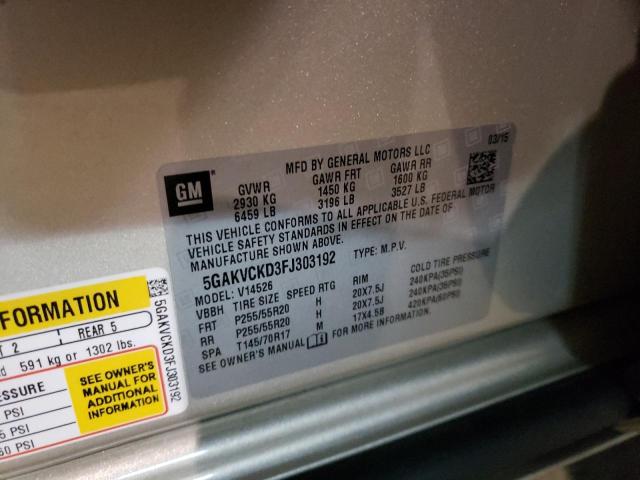 MFD BY GENERAL MOTORS LLC
03/15
GM
GVWR GAWR FRT GAWR RR
2930 KG 1450 KG 1600 KG
6459 LB 3196 LB 3527 LB
THIS VEHICLE CONFORMS TO ALL APPLICABLE U.S. FEDERAL MOTOR
VEHICLE SAFETY STANDARDS IN EFFECT ON THE DATE OF
MANUFACTURE SHOWN ABOVE.
5GAKVCKD3FJ303192 TYPE: M.P.V.
MODEL: V14526
VBBH TIRE SIZE SPEED RTG RIM COLD TIRE PRESSURE
FRT P255/55R20 H 20X7.5J 240KPA(35PSI)
RR P255/55R20 H 20X7.5J 240KPA(35PSI)
SPA T145/70R17 M 17X4.5B 420KPA(60PSI)
SEE OWNER'S MANUAL FOR MORE INFORMATION.
FORMATION
2 REAR 5
591 kg or 1302 lbs.
SSURE
PSI
5 PSI
60 PSI
SEE OWNER'S
MANUAL FOR
ADDITIONAL
INFORMATION
5GAKVCKD3FJ303192